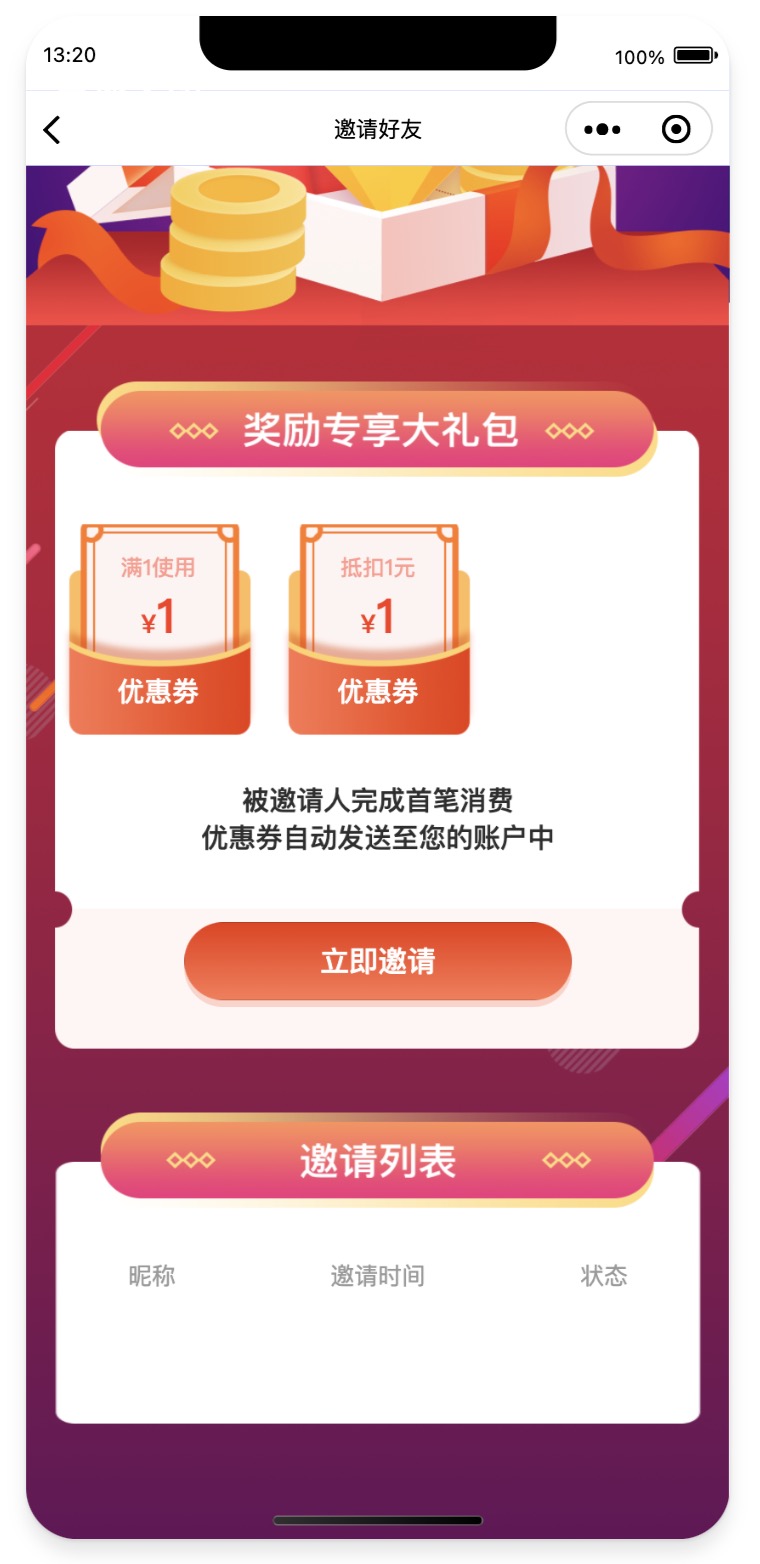 13:20
100%
邀请好友
奖励专享大礼包
满1使用
¥1
优惠券
抵扣1元
¥1
优惠券
被邀请人完成首笔消费
优惠券自动发送至您的账户中
立即邀请
邀请列表
昵称 邀请时间 状态